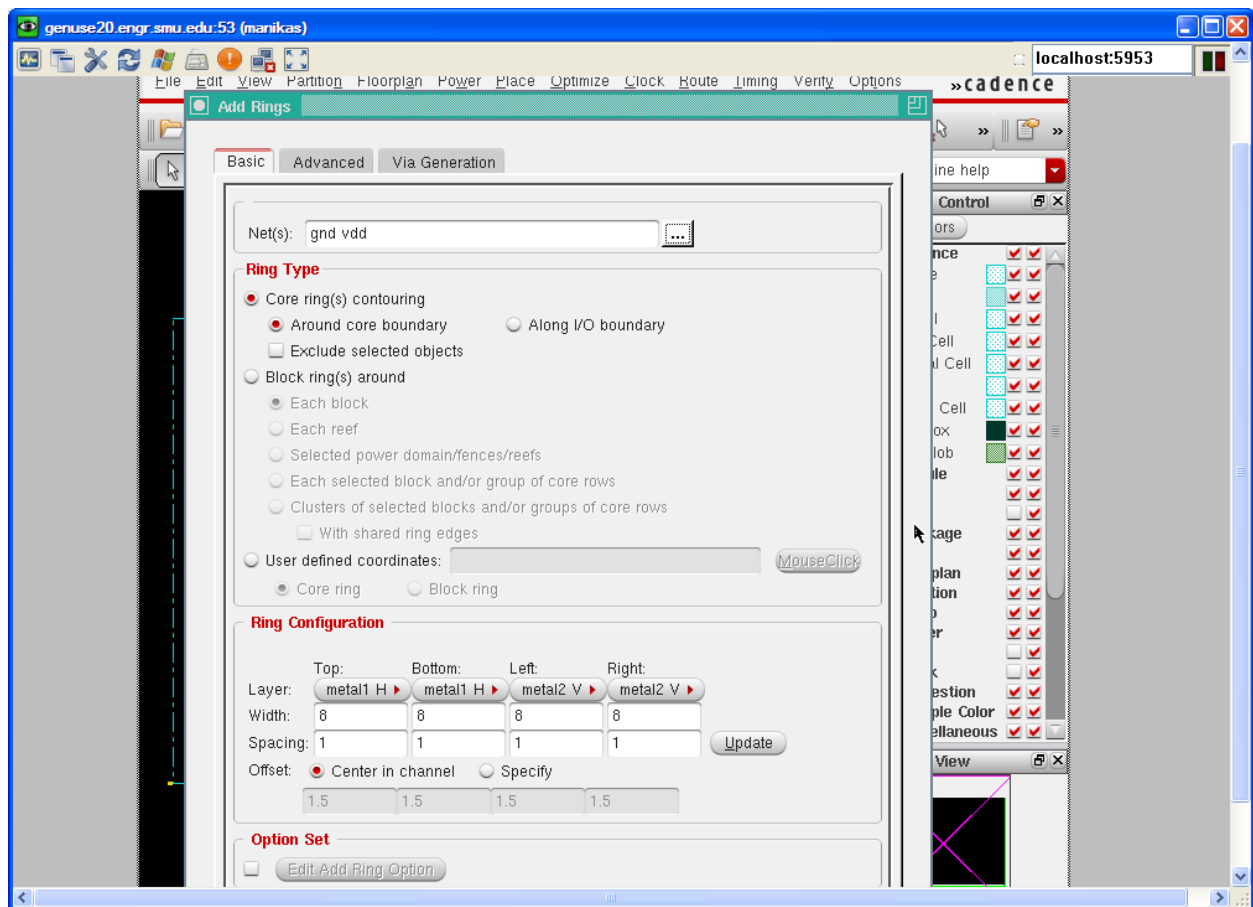 genuse20.engr.smu.edu:53 (manikas)
localhost:5953
File Edit View Partition Floorplan Power Place Optimize Clock Route Timing Verify Options
»cadence
Add Rings
» »
Basic Advanced Via Generation
ine help
Control
ors
Net(s): gnd vdd ...
nce
Ring Type
Core ring(s) contouring
Around core boundary Along I/O boundary
Exclude selected objects
Cell
Block ring(s) around
Cell
Each block
Cell
Each reef
ox
Selected power domain/fences/reefs
lob
Each selected block and/or group of core rows
Clusters of selected blocks and/or groups of core rows
With shared ring edges
kage
User defined coordinates: MouseClick
plan
Core ring Block ring
tion
Ring Configuration
Top: Bottom: Left: Right:
Layer: metal1 H metal1 H metal2 V metal2 V
estion
Width: 8 8 8 8
ple Color
Spacing: 1 1 1 1 Update
ellaneous
Offset: Center in channel Specify
View
1.5 1.5 1.5 1.5
Option Set
Edit Add Ring Option